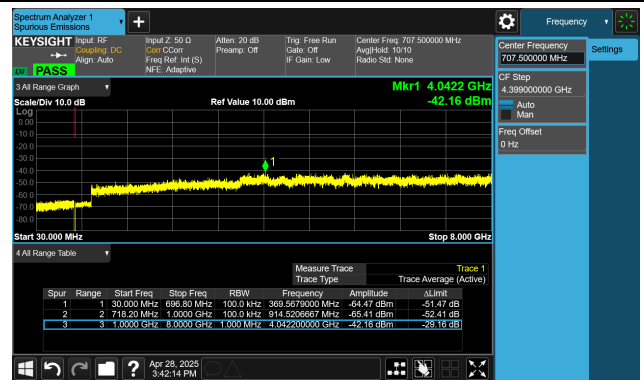 Spectrum Analyzer 1
Spurious Emissions
Frequency
KEYSIGHT
Input: RF
Coupling: DC
Align: Auto
Input Z: 50 Ω
Corr CCorr
Freq Ref: Int (S)
NFE: Adaptive
Atten: 20 dB
Preamp: Off
Trig: Free Run
Gate: Off
IF Gain: Low
Center Freq: 707.500000 MHz
Avg|Hold: 10/10
Radio Std: None
PASS
Center Frequency
707.500000 MHz
Settings
CF Step
4.399000000 GHz
Auto
Man
Freq Offset
0 Hz
3 All Range Graph
Mkr1 4.0422 GHz
Scale/Div 10.0 dB
Ref Value 10.00 dBm
-42.16 dBm
Log
0.00
-10.0
-20.0
-30.0
-40.0
-50.0
-60.0
-70.0
-80.0
1
Start 30.000 MHz
Stop 8.000 GHz
4 All Range Table
Measure Trace Trace 1
Trace Type Trace Average (Active)
Spur Range Start Freq Stop Freq RBW Frequency Amplitude ΔLimit
1 1 30.000 MHz 696.80 MHz 100.0 kHz 369.5679000 MHz -64.47 dBm -51.47 dB
2 2 718.20 MHz 1.0000 GHz 100.0 kHz 914.5206667 MHz -65.41 dBm -52.41 dB
3 3 1.0000 GHz 8.0000 GHz 1.000 MHz 4.042200000 GHz -42.16 dBm -29.16 dB
Apr 28, 2025
3:42:14 PM